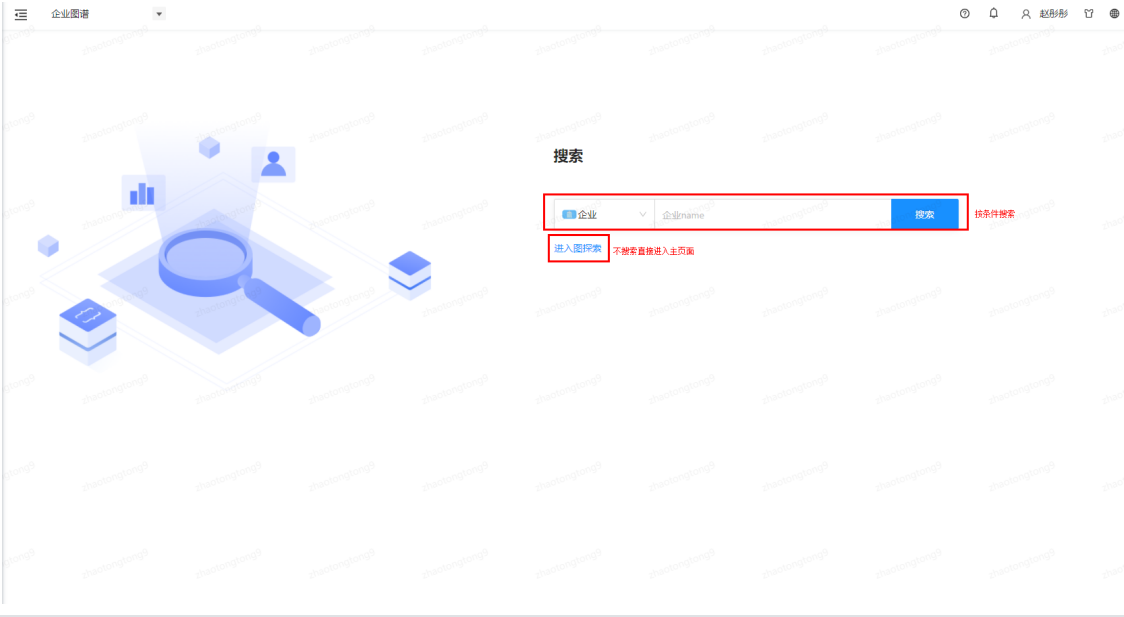 企业图谱
赵彤彤
搜索
企业 企业name 搜索 按条件搜索
进入图探索 不搜索直接进入主页面
zhaotongtong9